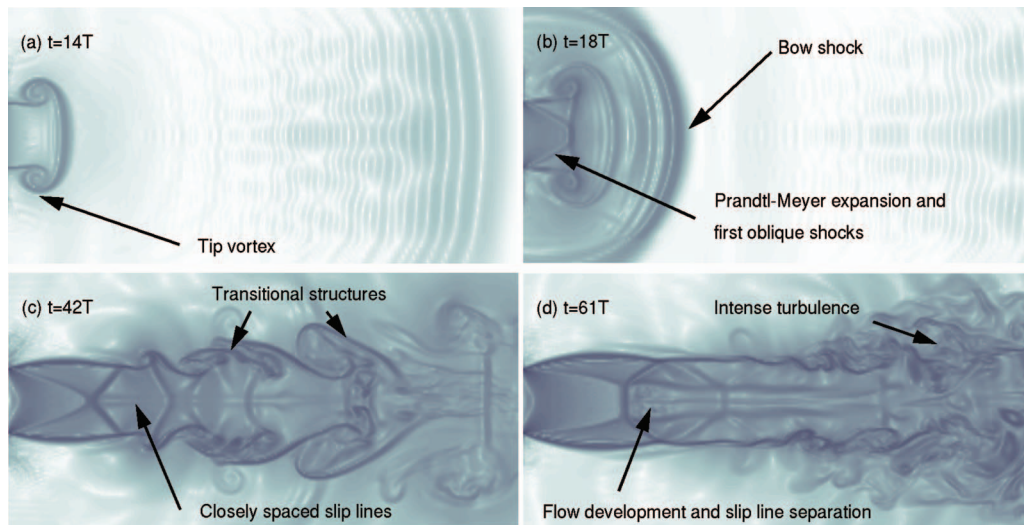 (a) t=14T
Tip vortex
(b) t=18T
Bow shock
Prandtl-Meyer expansion and
first oblique shocks
(c) t=42T
Transitional structures
Closely spaced slip lines
(d) t=61T
Intense turbulence
Flow development and slip line separation